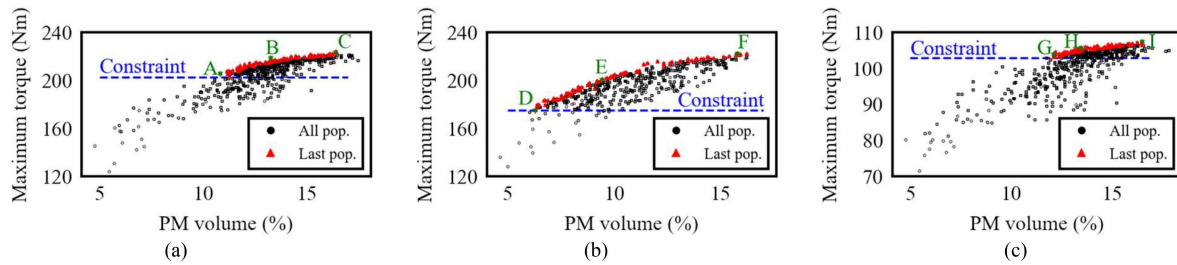 Maximum torque (Nm)
240
200
160
120
A
B
C
Constraint
All pop.
Last pop.
5
10
15
PM volume (%)
(a)
Maximum torque (Nm)
240
200
160
120
D
E
F
Constraint
All pop.
Last pop.
5
10
15
PM volume (%)
(b)
Maximum torque (Nm)
110
100
90
80
70
G
H
I
Constraint
All pop.
Last pop.
5
10
15
PM volume (%)
(c)